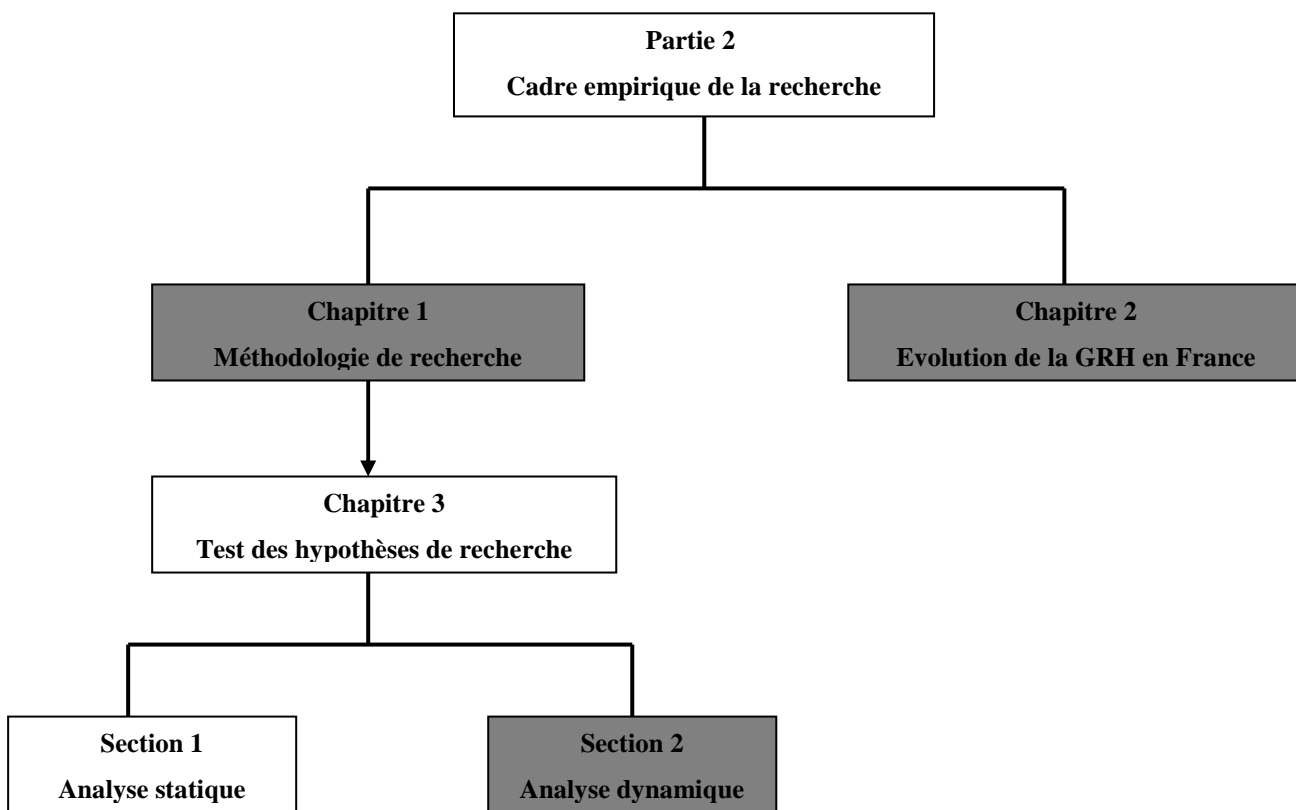 Partie 2
Cadre empirique de la recherche
Chapitre 1
Méthodologie de recherche
Chapitre 2
Evolution de la GRH en France
Chapitre 3
Test des hypothèses de recherche
Section 1
Analyse statique
Section 2
Analyse dynamique